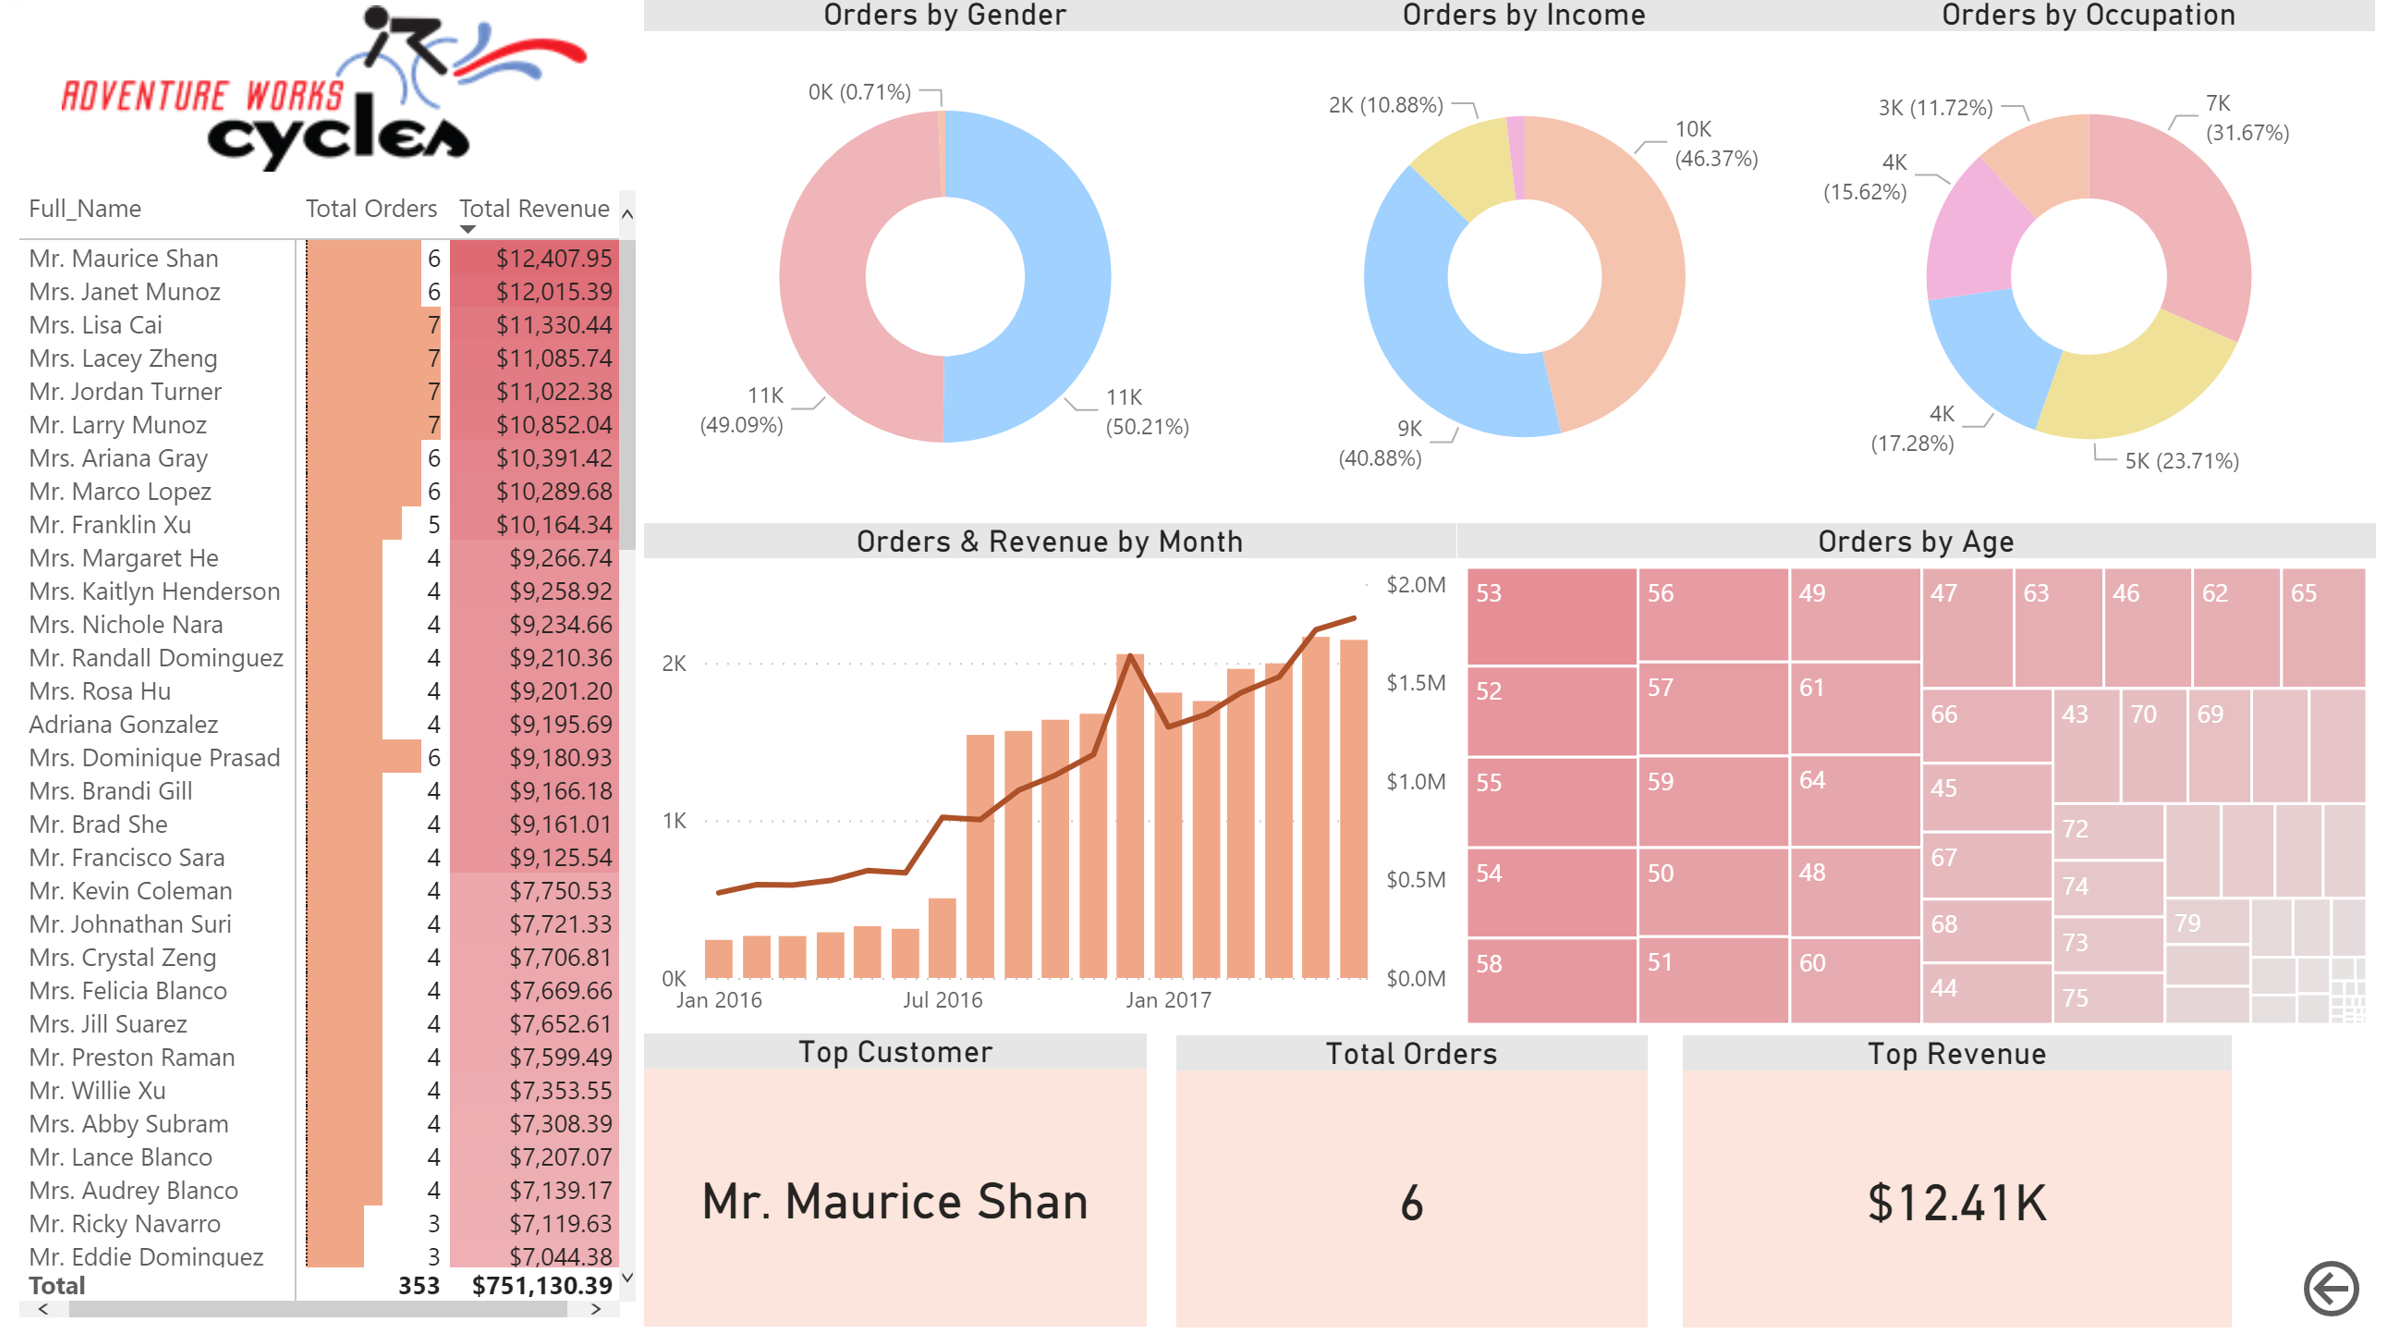 ADVENTURE WORKS
cycles
Full_Name Total Orders Total Revenue
Mr. Maurice Shan 6 $12,407.95
Mrs. Janet Munoz 6 $12,015.39
Mrs. Lisa Cai 7 $11,330.44
Mrs. Lacey Zheng 7 $11,085.74
Mr. Jordan Turner 7 $11,022.38
Mr. Larry Munoz 7 $10,852.04
Mrs. Ariana Gray 6 $10,391.42
Mr. Marco Lopez 6 $10,289.68
Mr. Franklin Xu 5 $10,164.34
Mrs. Margaret He 4 $9,266.74
Mrs. Kaitlyn Henderson 4 $9,258.92
Mrs. Nichole Nara 4 $9,234.66
Mr. Randall Dominguez 4 $9,210.36
Mrs. Rosa Hu 4 $9,201.20
Adriana Gonzalez 4 $9,195.69
Mrs. Dominique Prasad 6 $9,180.93
Mrs. Brandi Gill 4 $9,166.18
Mr. Brad She 4 $9,161.01
Mr. Francisco Sara 4 $9,125.54
Mr. Kevin Coleman 4 $7,750.53
Mr. Johnathan Suri 4 $7,721.33
Mrs. Crystal Zeng 4 $7,706.81
Mrs. Felicia Blanco 4 $7,669.66
Mrs. Jill Suarez 4 $7,652.61
Mr. Preston Raman 4 $7,599.49
Mr. Willie Xu 4 $7,353.55
Mrs. Abby Subram 4 $7,308.39
Mr. Lance Blanco 4 $7,207.07
Mrs. Audrey Blanco 4 $7,139.17
Mr. Ricky Navarro 3 $7,119.63
Mr. Eddie Dominguez 3 $7,044.38
Total 353 $751,130.39
Orders by Gender
0K (0.71%)
11K
(49.09%)
11K
(50.21%)
Orders by Income
2K (10.88%)
10K
(46.37%)
9K
(40.88%)
Orders by Occupation
3K (11.72%)
7K
(31.67%)
4K
(15.62%)
4K
(17.28%)
5K (23.71%)
Orders & Revenue by Month
$2.0M
2K
$1.5M
$1.0M
1K
$0.5M
0K
$0.0M
Jan 2016 Jul 2016 Jan 2017
Orders by Age
53 56 49 47 63 46 62 65
52 57 61 66 43 70 69
55 59 64 45 72
54 50 48 67 74
68 79
58 51 60 73
44 75
Top Customer
Mr. Maurice Shan
Total Orders
6
Top Revenue
$12.41K